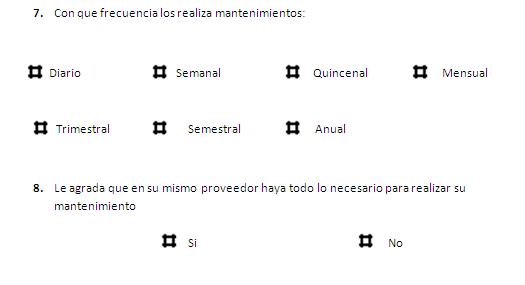 7. Con que frecuencia los realiza mantenimientos:
Diario Semanal Quincenal Mensual
Trimestral Semestral Anual
8. Le agrada que en su mismo proveedor haya todo lo necesario para realizar su
mantenimiento
Si No